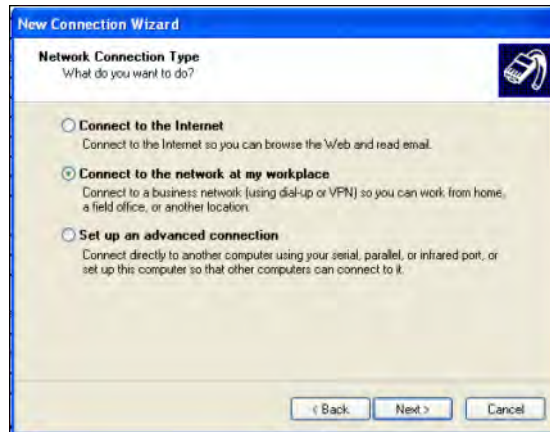 New Connection Wizard
Network Connection Type
What do you want to do?
Connect to the Internet
Connect to the Internet so you can browse the Web and read email.
Connect to the network at my workplace
Connect to a business network (using dial-up or VPN) so you can work from home,
a field office, or another location.
Set up an advanced connection
Connect directly to another computer using your serial, parallel, or infrared port, or
set up this computer so that other computers can connect to it.
< Back
Next >
Cancel